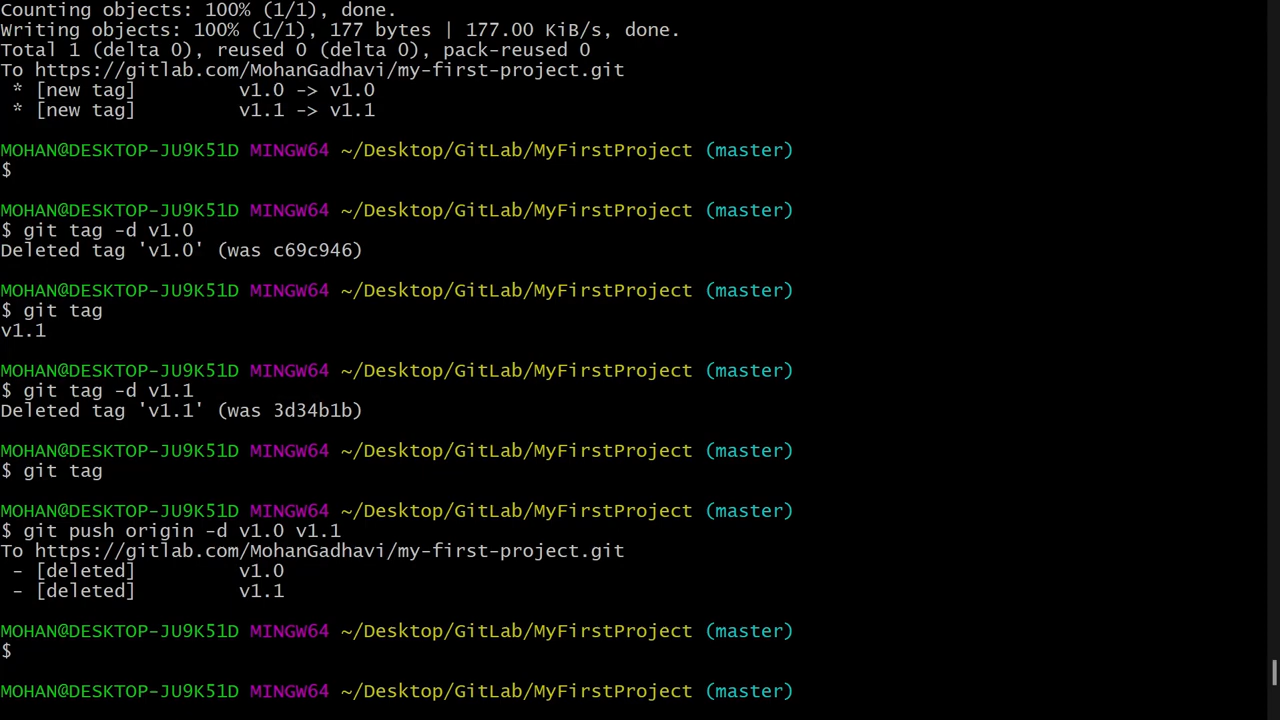 Counting objects: 100% (1/1), done.
Writing objects: 100% (1/1), 177 bytes | 177.00 KiB/s, done.
Total 1 (delta 0), reused 0 (delta 0), pack-reused 0
To https://gitlab.com/MohanGadhavi/my-first-project.git
 * [new tag]         v1.0 -> v1.0
 * [new tag]         v1.1 -> v1.1
MOHAN@DESKTOP-JU9K51D MINGW64 ~/Desktop/GitLab/MyFirstProject (master)
$
MOHAN@DESKTOP-JU9K51D MINGW64 ~/Desktop/GitLab/MyFirstProject (master)
$ git tag -d v1.0
Deleted tag 'v1.0' (was c69c946)
MOHAN@DESKTOP-JU9K51D MINGW64 ~/Desktop/GitLab/MyFirstProject (master)
$ git tag
v1.1
MOHAN@DESKTOP-JU9K51D MINGW64 ~/Desktop/GitLab/MyFirstProject (master)
$ git tag -d v1.1
Deleted tag 'v1.1' (was 3d34b1b)
MOHAN@DESKTOP-JU9K51D MINGW64 ~/Desktop/GitLab/MyFirstProject (master)
$ git tag
MOHAN@DESKTOP-JU9K51D MINGW64 ~/Desktop/GitLab/MyFirstProject (master)
$ git push origin -d v1.0 v1.1
To https://gitlab.com/MohanGadhavi/my-first-project.git
 - [deleted]         v1.0
 - [deleted]         v1.1
MOHAN@DESKTOP-JU9K51D MINGW64 ~/Desktop/GitLab/MyFirstProject (master)
$
MOHAN@DESKTOP-JU9K51D MINGW64 ~/Desktop/GitLab/MyFirstProject (master)